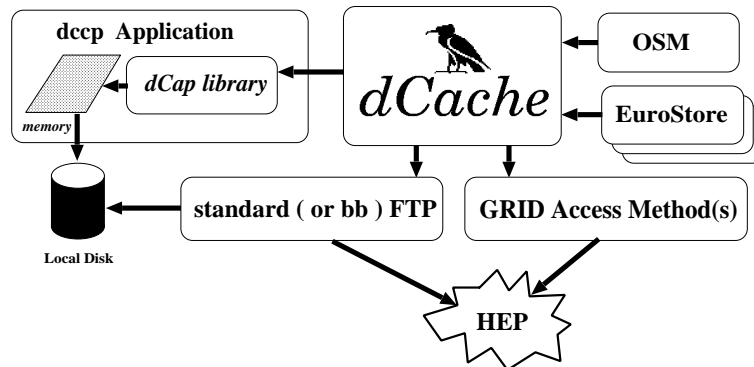 dccp Application
dCap library
memory
dCache
OSM
EuroStore
standard ( or bb ) FTP
GRID Access Method(s)
Local Disk
HEP